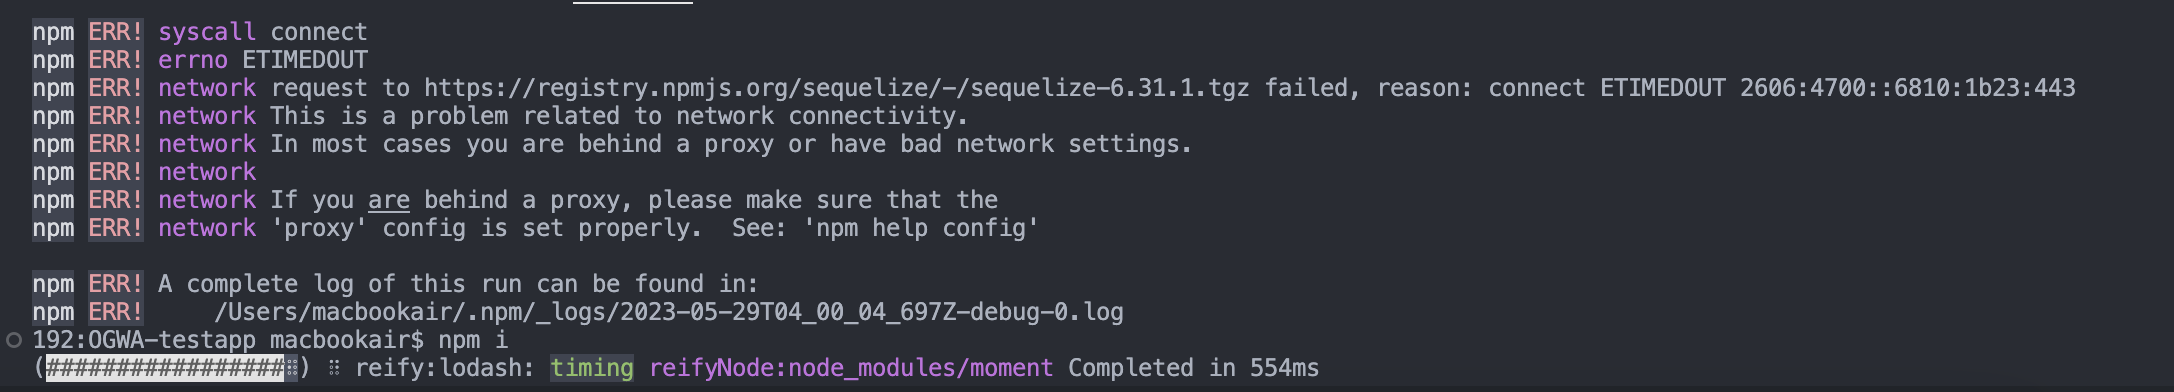 npm ERR! syscall connect
npm ERR! errno ETIMEDOUT
npm ERR! network request to https://registry.npmjs.org/sequelize/-/sequelize-6.31.1.tgz failed, reason: connect ETIMEDOUT 2606:4700::6810:1b23:443
npm ERR! network This is a problem related to network connectivity.
npm ERR! network In most cases you are behind a proxy or have bad network settings.
npm ERR! network
npm ERR! network If you are behind a proxy, please make sure that the
npm ERR! network 'proxy' config is set properly.  See: 'npm help config'
npm ERR! A complete log of this run can be found in:
npm ERR!     /Users/macbookair/.npm/_logs/2023-05-29T04_00_04_697Z-debug-0.log
192:OGWA-testapp macbookair$ npm i
(#################⠿) ⠿ reify:lodash: timing reifyNode:node_modules/moment Completed in 554ms